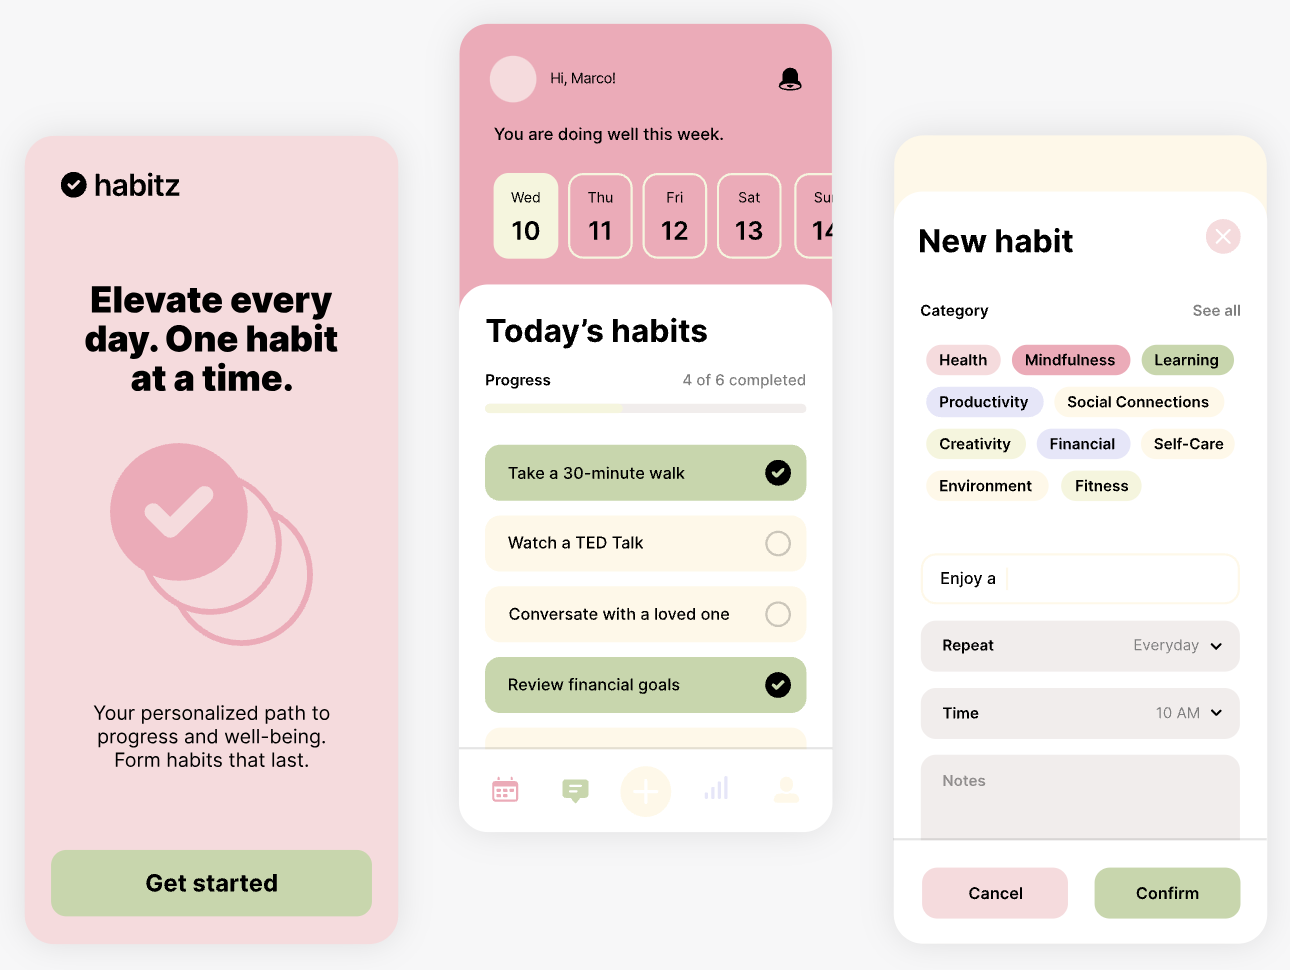 habitz
Elevate every
day. One habit
at a time.
Your personalized path to
progress and well-being.
Form habits that last.
Get started
Hi, Marco!
You are doing well this week.
Wed Thu Fri Sat Sun
10 11 12 13 14
Today's habits
Progress 4 of 6 completed
Take a 30-minute walk
Watch a TED Talk
Conversate with a loved one
Review financial goals
New habit
Category See all
Health Mindfulness Learning
Productivity Social Connections
Creativity Financial Self-Care
Environment Fitness
Enjoy a
Repeat Everyday
Time 10 AM
Notes
Cancel Confirm